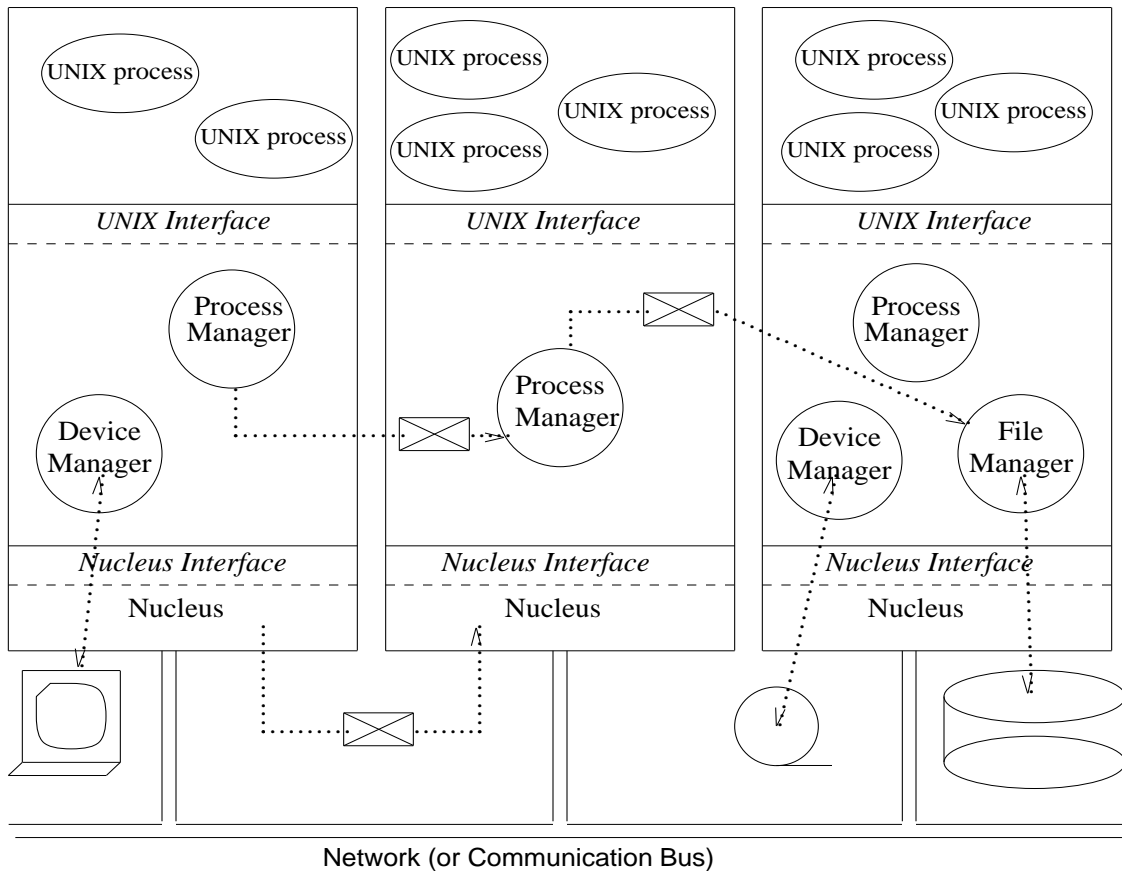 UNIX process
UNIX process
UNIX Interface
Process
Manager
Device
Manager
Nucleus Interface
Nucleus
UNIX process
UNIX process
UNIX process
UNIX Interface
Process
Manager
Nucleus Interface
Nucleus
UNIX process
UNIX process
UNIX process
UNIX Interface
Process
Manager
Device
Manager
File
Manager
Nucleus Interface
Nucleus
Network (or Communication Bus)